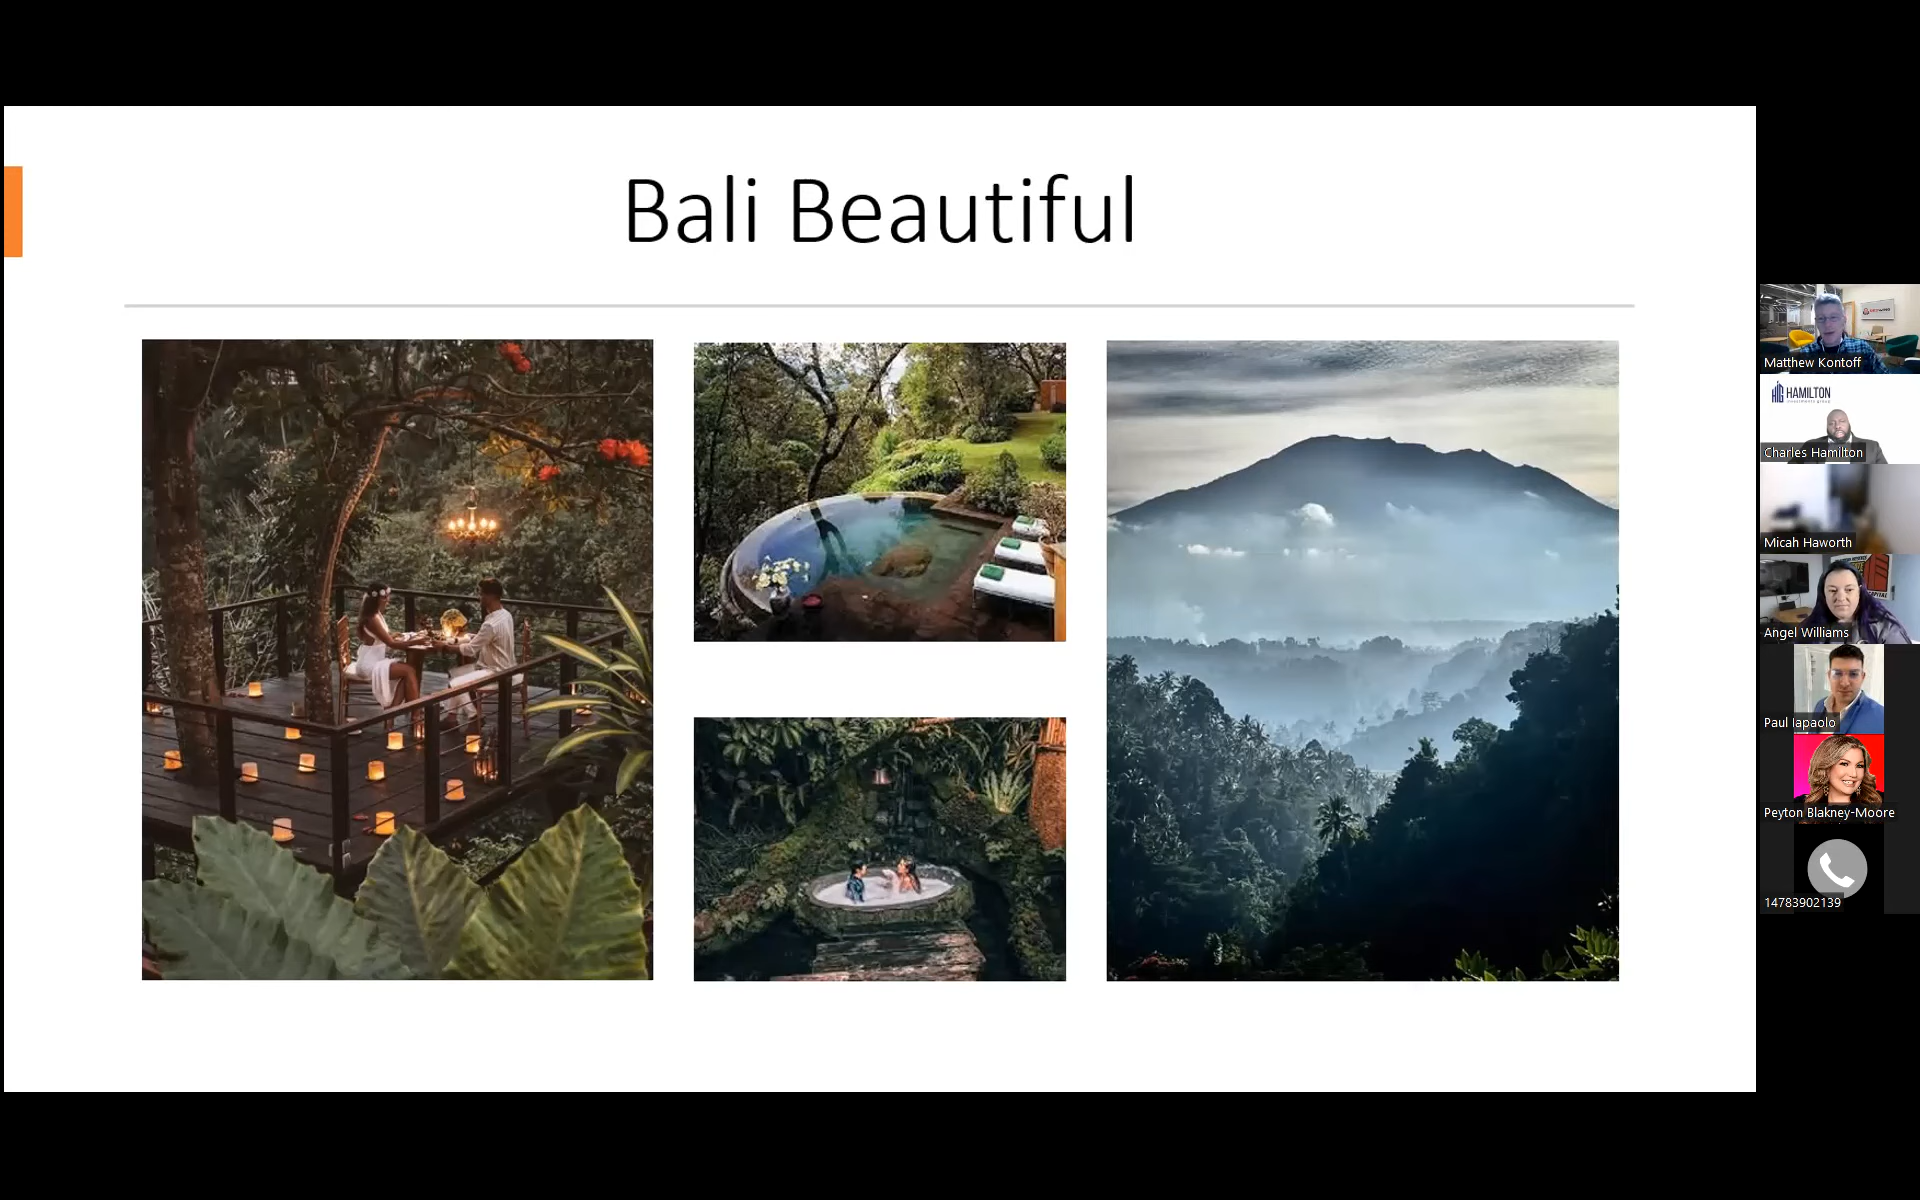 Bali Beautiful
Matthew Kontoff
HAMILTON
Charles Hamilton
Micah Haworth
Angel Williams
Paul Iapaolo
Peyton Blakney-Moore
14783902139